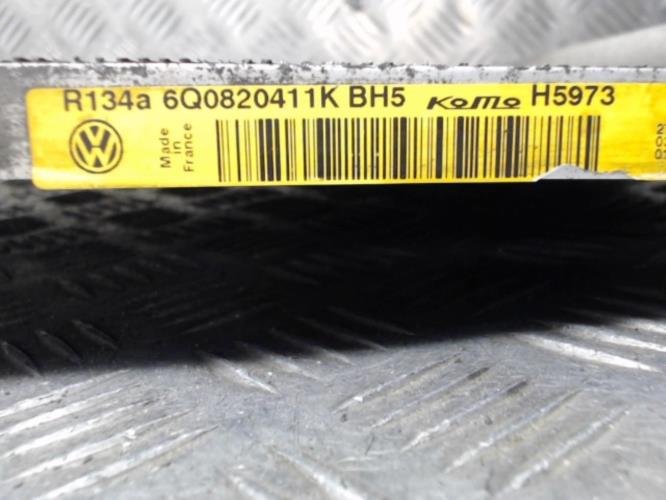 R134a 6Q0820411K BH5 KoMo H5973
Made
in
France